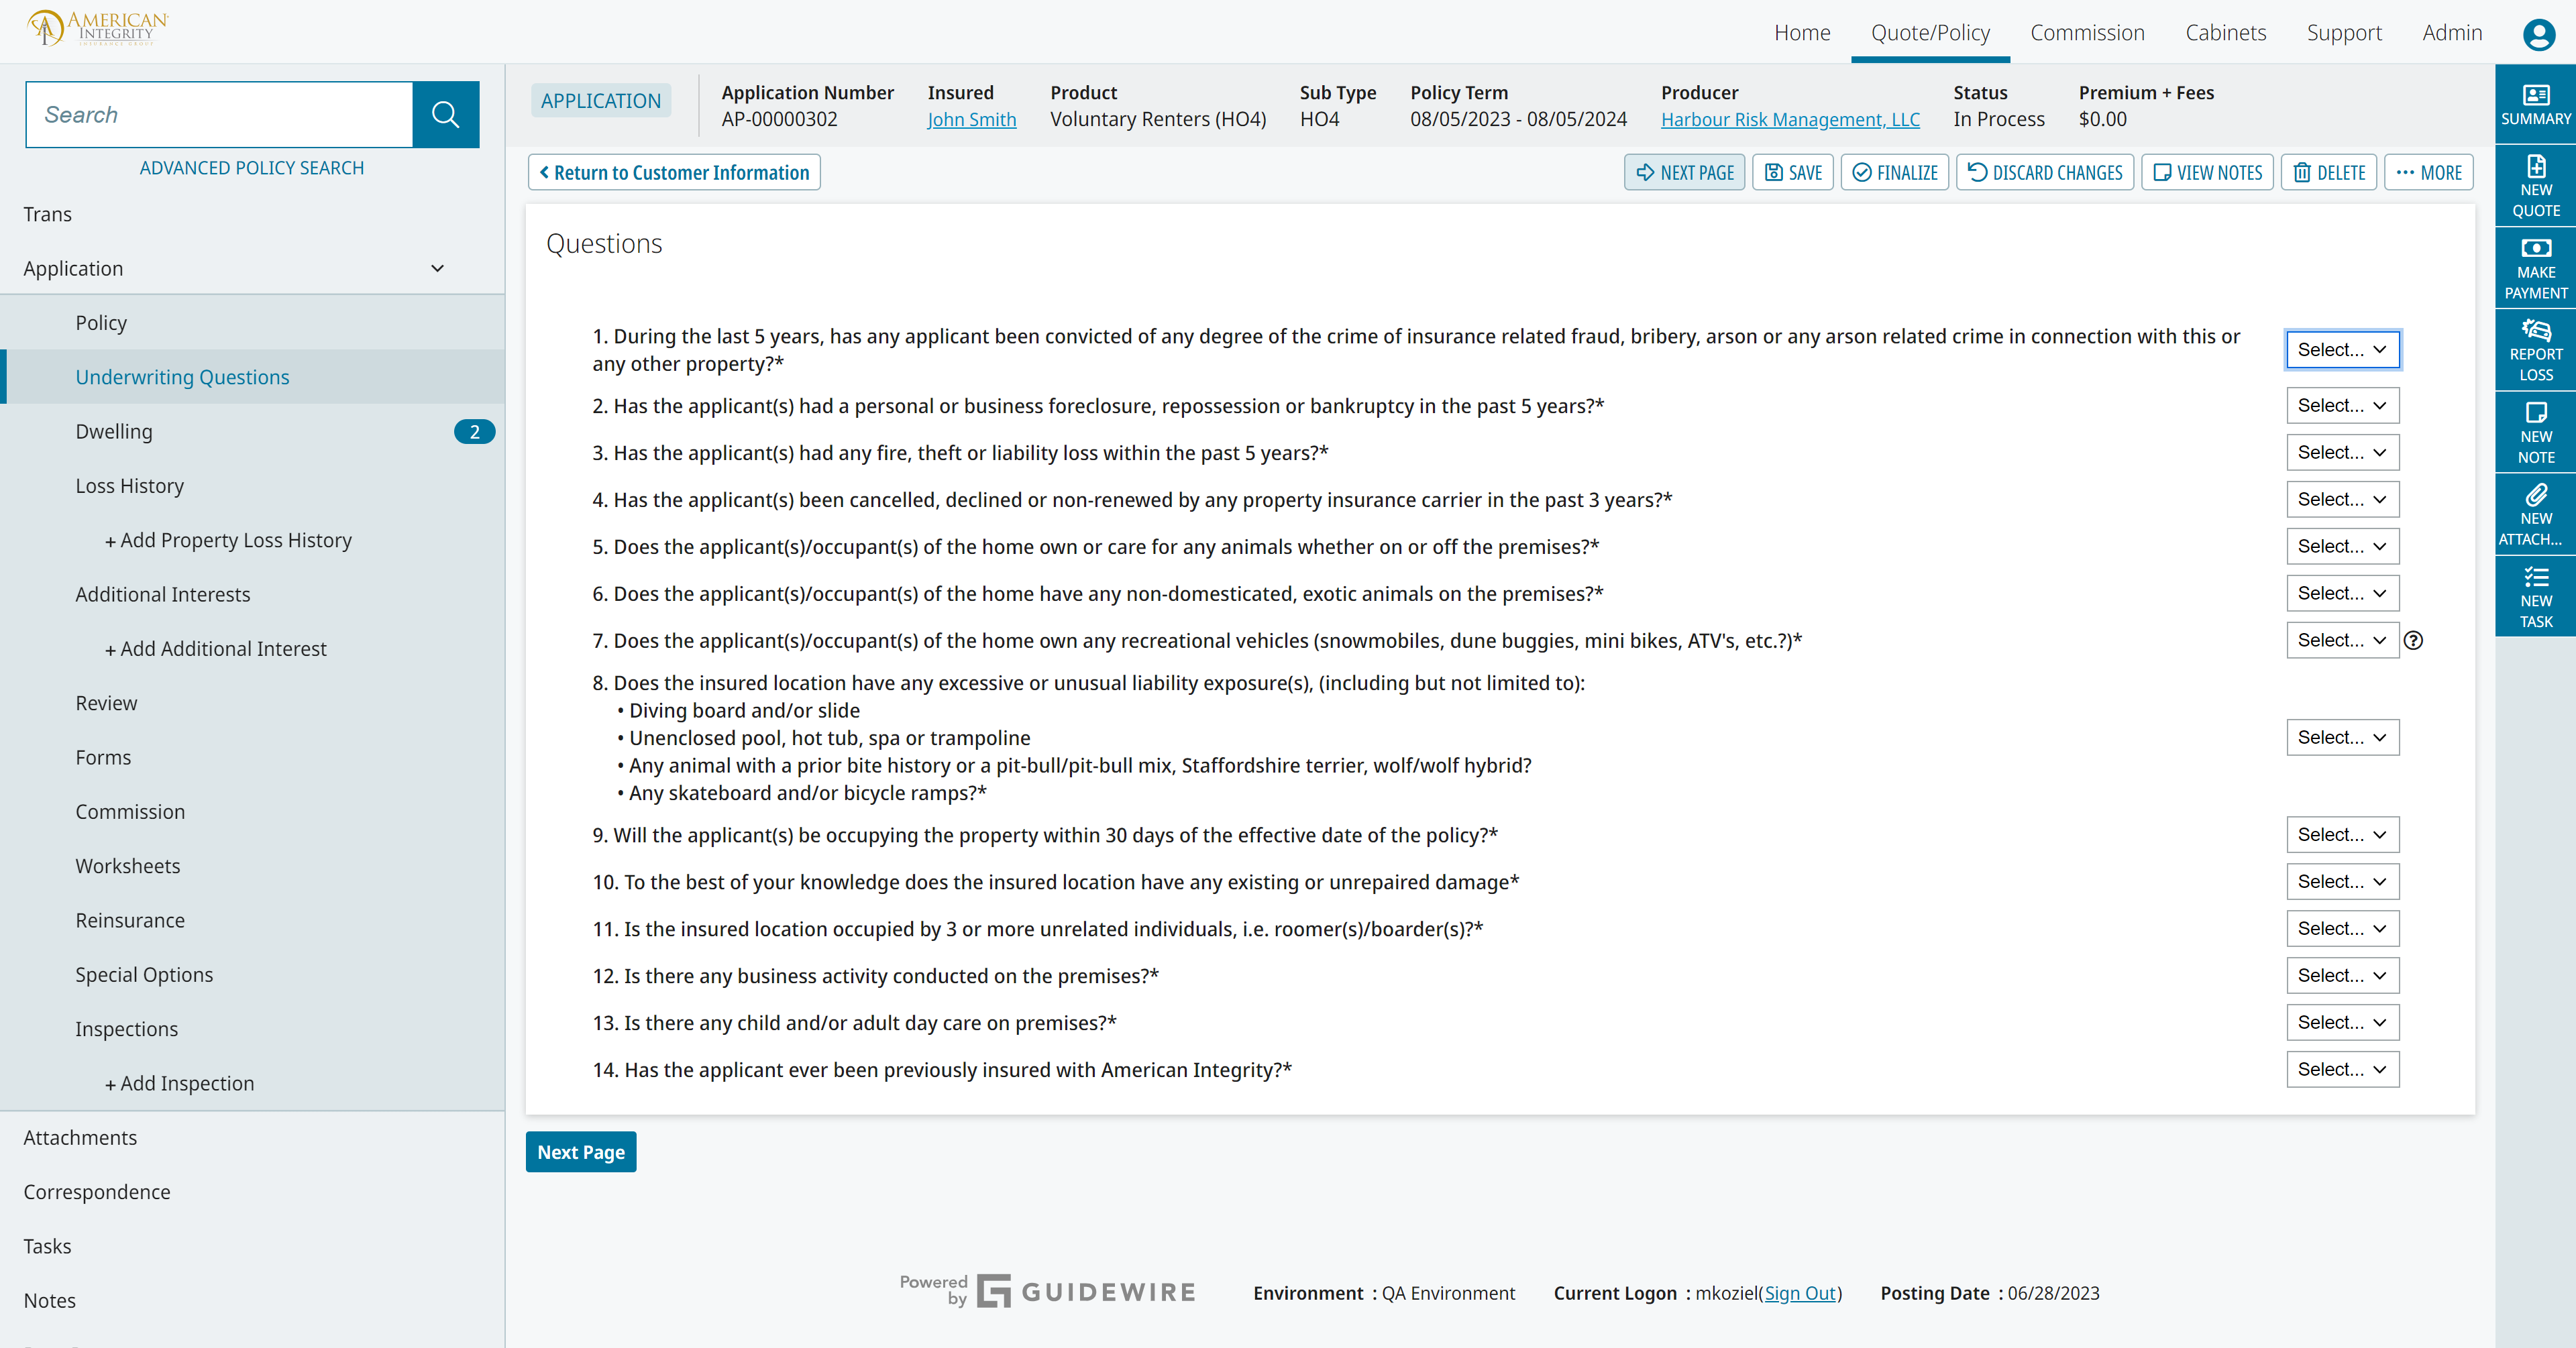 AMERICAN
INTEGRITY
INSURANCE GROUP
Home
Quote/Policy
Commission
Cabinets
Support
Admin
Search
ADVANCED POLICY SEARCH
Trans
Application
Policy
Underwriting Questions
Dwelling
2
Loss History
+ Add Property Loss History
Additional Interests
+ Add Additional Interest
Review
Forms
Commission
Worksheets
Reinsurance
Special Options
Inspections
+ Add Inspection
Attachments
Correspondence
Tasks
Notes
APPLICATION
Application Number
AP-00000302
Insured
John Smith
Product
Voluntary Renters (HO4)
Sub Type
HO4
Policy Term
08/05/2023 - 08/05/2024
Producer
Harbour Risk Management, LLC
Status
In Process
Premium + Fees
$0.00
Return to Customer Information
NEXT PAGE
SAVE
FINALIZE
DISCARD CHANGES
VIEW NOTES
DELETE
MORE
Questions
1. During the last 5 years, has any applicant been convicted of any degree of the crime of insurance related fraud, bribery, arson or any arson related crime in connection with this or
any other property?*
Select...
2. Has the applicant(s) had a personal or business foreclosure, repossession or bankruptcy in the past 5 years?*
Select...
3. Has the applicant(s) had any fire, theft or liability loss within the past 5 years?*
Select...
4. Has the applicant(s) been cancelled, declined or non-renewed by any property insurance carrier in the past 3 years?*
Select...
5. Does the applicant(s)/occupant(s) of the home own or care for any animals whether on or off the premises?*
Select...
6. Does the applicant(s)/occupant(s) of the home have any non-domesticated, exotic animals on the premises?*
Select...
7. Does the applicant(s)/occupant(s) of the home own any recreational vehicles (snowmobiles, dune buggies, mini bikes, ATV's, etc.?)*
Select...
?
8. Does the insured location have any excessive or unusual liability exposure(s), (including but not limited to):
• Diving board and/or slide
• Unenclosed pool, hot tub, spa or trampoline
• Any animal with a prior bite history or a pit-bull/pit-bull mix, Staffordshire terrier, wolf/wolf hybrid?
• Any skateboard and/or bicycle ramps?*
Select...
9. Will the applicant(s) be occupying the property within 30 days of the effective date of the policy?*
Select...
10. To the best of your knowledge does the insured location have any existing or unrepaired damage*
Select...
11. Is the insured location occupied by 3 or more unrelated individuals, i.e. roomer(s)/boarder(s)?*
Select...
12. Is there any business activity conducted on the premises?*
Select...
13. Is there any child and/or adult day care on premises?*
Select...
14. Has the applicant ever been previously insured with American Integrity?*
Select...
Next Page
Powered
by
GUIDEWIRE
Environment : QA Environment
Current Logon : mkoziel(Sign Out)
Posting Date : 06/28/2023
SUMMARY
NEW
QUOTE
MAKE
PAYMENT
REPORT
LOSS
NEW
NOTE
NEW
ATTACH...
NEW
TASK